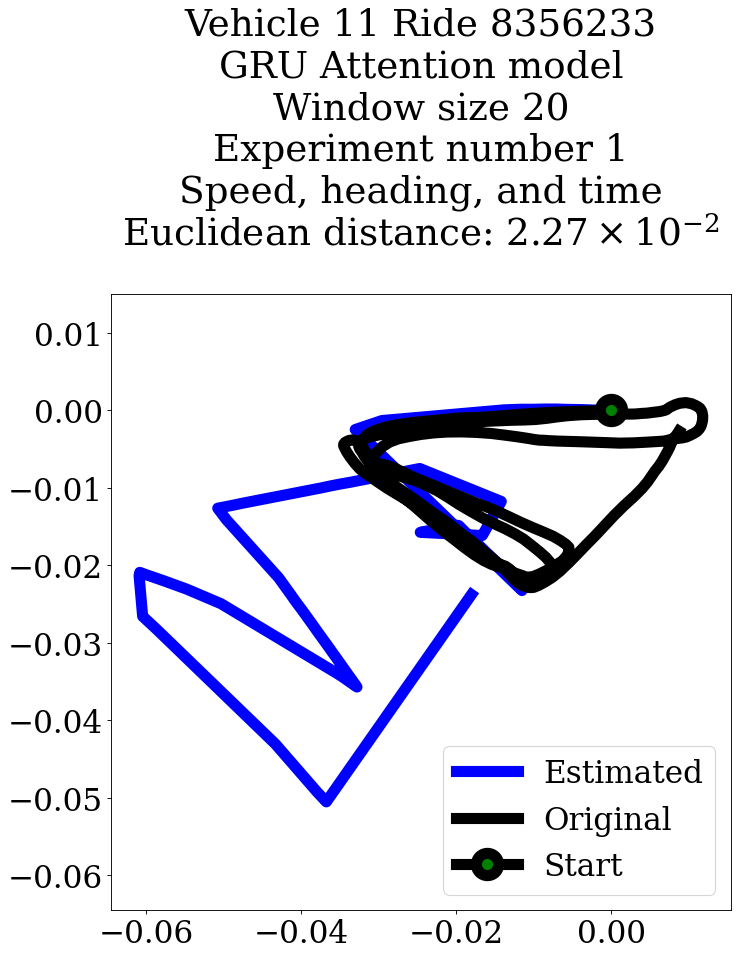 Vehicle 11 Ride 8356233
GRU Attention model
Window size 20
Experiment number 1
Speed, heading, and time
Euclidean distance: 2.27 × 10⁻²
0.01
0.00
−0.01
−0.02
−0.03
−0.04
−0.05
−0.06
Estimated
Original
Start
−0.06 −0.04 −0.02 0.00